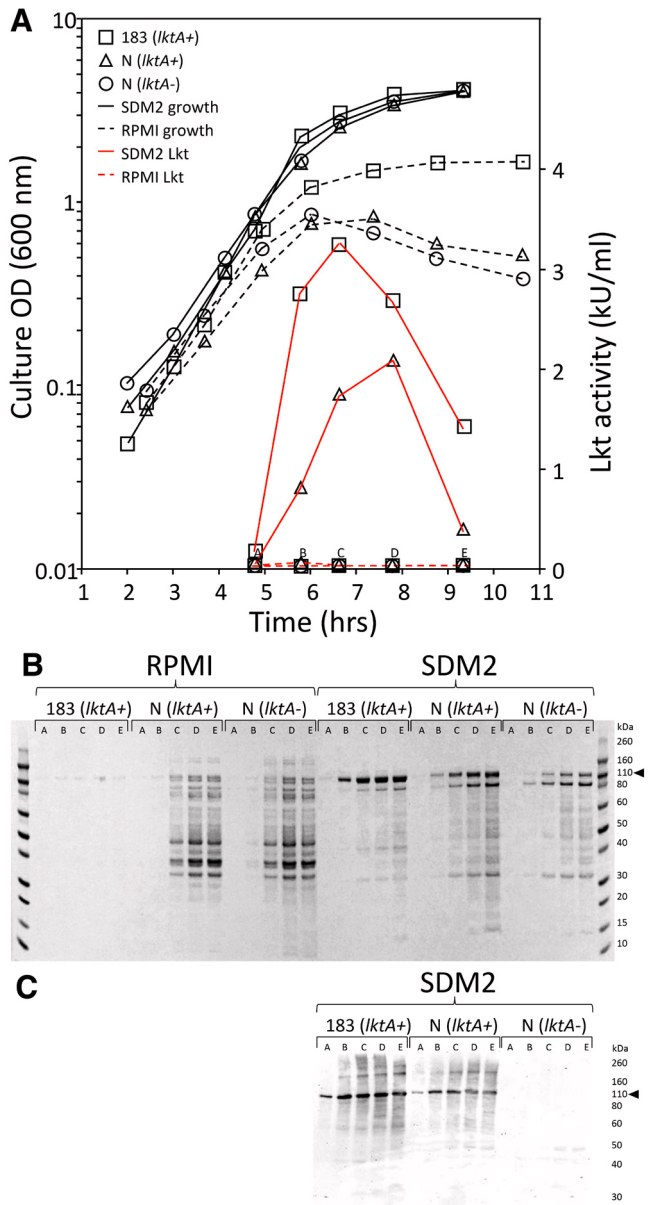 A
10
1
0.1
0.01
Culture OD (600 nm)
183 (lktA+)
N (lktA+)
N (lktA-)
SDM2 growth
RPMI growth
SDM2 Lkt
RPMI Lkt
4
3
2
1
0
Lkt activity (kU/ml)
A B C D E
1 2 3 4 5 6 7 8 9 10 11
Time (hrs)
B
RPMI SDM2
183 (lktA+) N (lktA+) N (lktA-) 183 (lktA+) N (lktA+) N (lktA-)
A B C D E A B C D E A B C D E A B C D E A B C D E A B C D E
kDa
260
160
110
80
60
50
40
30
20
15
10
C
SDM2
183 (lktA+) N (lktA+) N (lktA-)
A B C D E A B C D E A B C D E
kDa
260
160
110
80
60
50
40
30